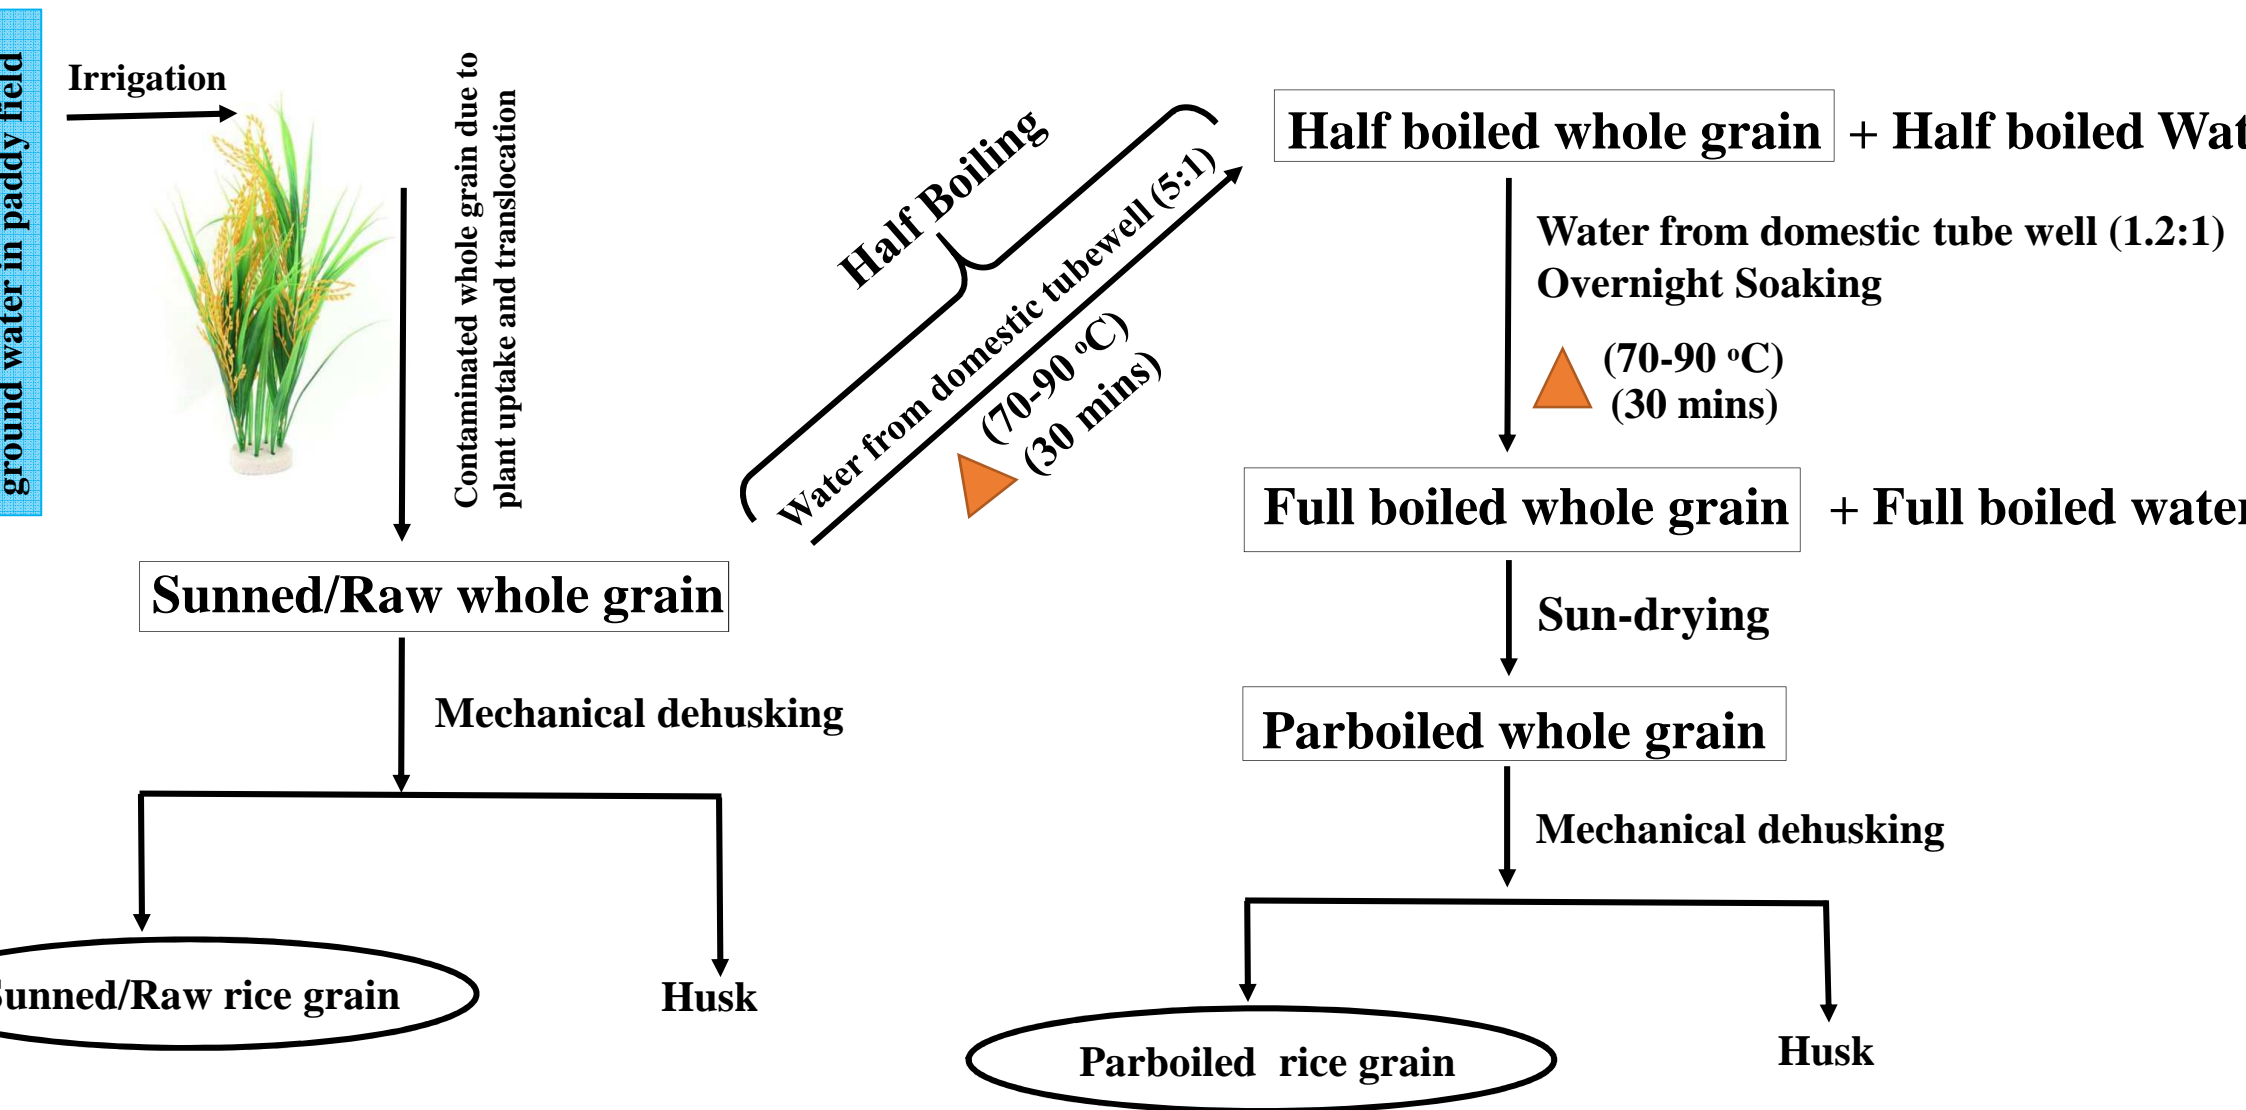 ground water in paddy field
Irrigation
Contaminated whole grain due to
plant uptake and translocation
Half Boiling
Water from domestic tubewell (5:1)
(70-90 °C)
(30 mins)
Half boiled whole grain + Half boiled Wat
Water from domestic tube well (1.2:1)
Overnight Soaking
(70-90 °C)
(30 mins)
Full boiled whole grain + Full boiled water
Sunned/Raw whole grain
Sun-drying
Mechanical dehusking
Parboiled whole grain
Mechanical dehusking
Sunned/Raw rice grain
Husk
Parboiled rice grain
Husk